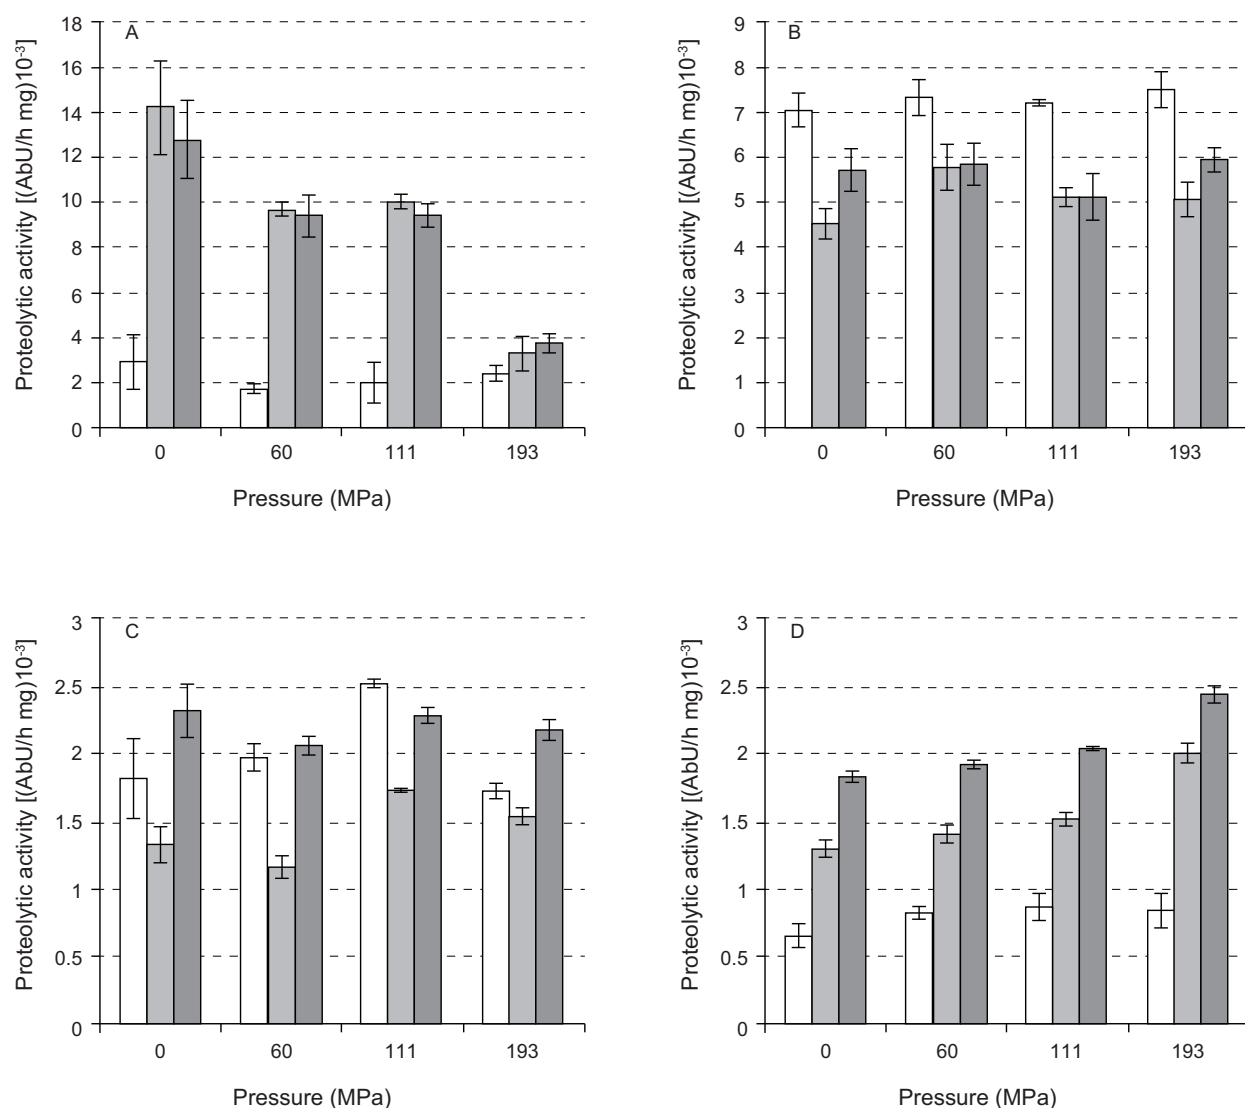 A
Proteolytic activity [(AbU/h mg)10-3]
18
16
14
12
10
8
6
4
2
0
0 60 111 193
Pressure (MPa)
B
Proteolytic activity [(AbU/h mg)10-3]
9
8
7
6
5
4
3
2
1
0
0 60 111 193
Pressure (MPa)
C
Proteolytic activity [(AbU/h mg)10-3]
3
2.5
2
1.5
1
0.5
0
0 60 111 193
Pressure (MPa)
D
Proteolytic activity [(AbU/h mg)10-3]
3
2.5
2
1.5
1
0.5
0
0 60 111 193
Pressure (MPa)